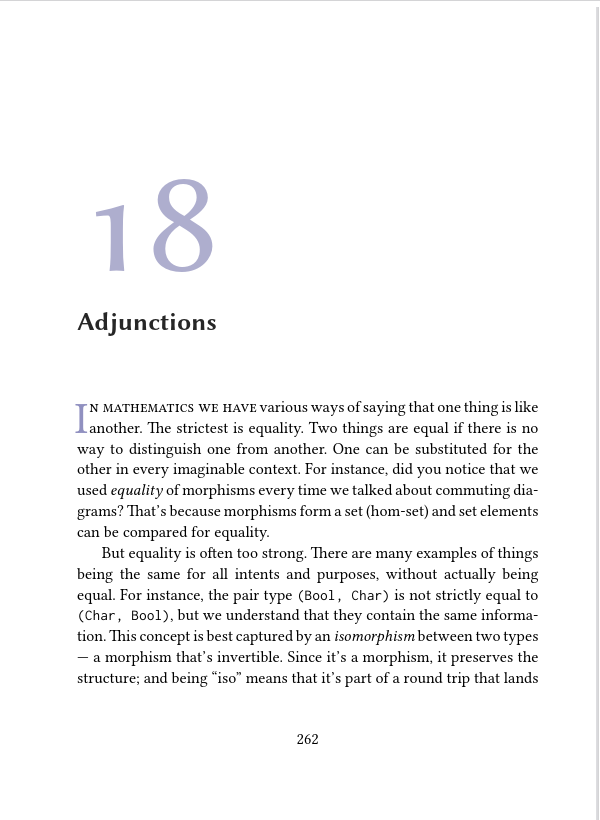 18
Adjunctions
In mathematics we have various ways of saying that one thing is like
another. The strictest is equality. Two things are equal if there is no
way to distinguish one from another. One can be substituted for the
other in every imaginable context. For instance, did you notice that we
used equality of morphisms every time we talked about commuting dia-
grams? That’s because morphisms form a set (hom-set) and set elements
can be compared for equality.
But equality is often too strong. There are many examples of things
being the same for all intents and purposes, without actually being
equal. For instance, the pair type (Bool, Char) is not strictly equal to
(Char, Bool), but we understand that they contain the same informa-
tion. This concept is best captured by an isomorphism between two types
— a morphism that’s invertible. Since it’s a morphism, it preserves the
structure; and being “iso” means that it’s part of a round trip that lands
262